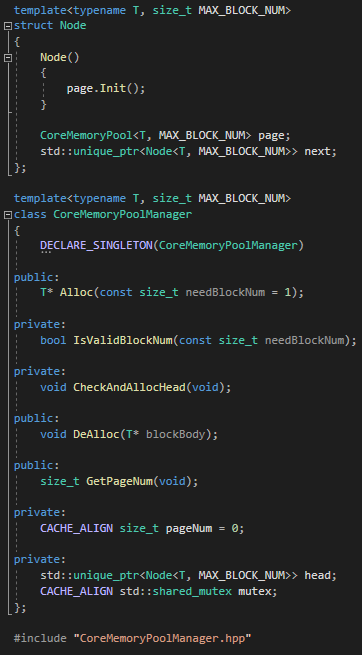 template<typename T, size_t MAX_BLOCK_NUM>
struct Node
{
    Node()
    {
        page.Init();
    }

    CoreMemoryPool<T, MAX_BLOCK_NUM> page;
    std::unique_ptr<Node<T, MAX_BLOCK_NUM>> next;
};

template<typename T, size_t MAX_BLOCK_NUM>
class CoreMemoryPoolManager
{
    DECLARE_SINGLETON(CoreMemoryPoolManager)

public:
    T* Alloc(const size_t needBlockNum = 1);

private:
    bool IsValidBlockNum(const size_t needBlockNum);

private:
    void CheckAndAllocHead(void);

public:
    void DeAlloc(T* blockBody);

public:
    size_t GetPageNum(void);

private:
    CACHE_ALIGN size_t pageNum = 0;

private:
    std::unique_ptr<Node<T, MAX_BLOCK_NUM>> head;
    CACHE_ALIGN std::shared_mutex mutex;
};

#include "CoreMemoryPoolManager.hpp"